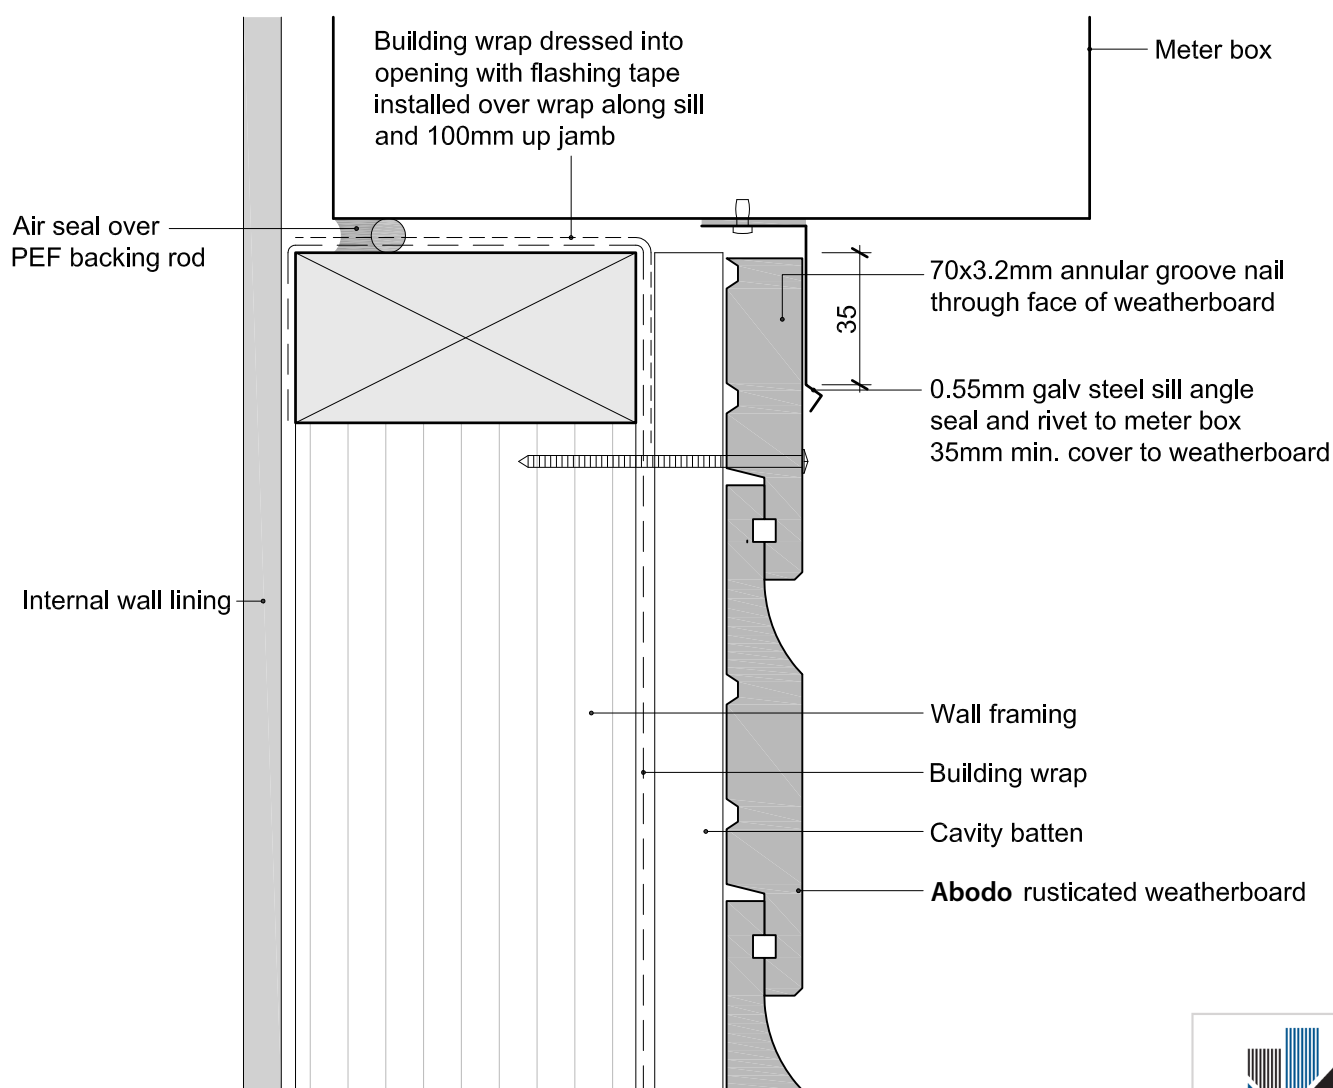 Building wrap dressed into
opening with flashing tape
installed over wrap along sill
and 100mm up jamb
Meter box
Air seal over
PEF backing rod
70x3.2mm annular groove nail
through face of weatherboard
35
0.55mm galv steel sill angle
seal and rivet to meter box
35mm min. cover to weatherboard
Internal wall lining
Wall framing
Building wrap
Cavity batten
Abodo rusticated weatherboard